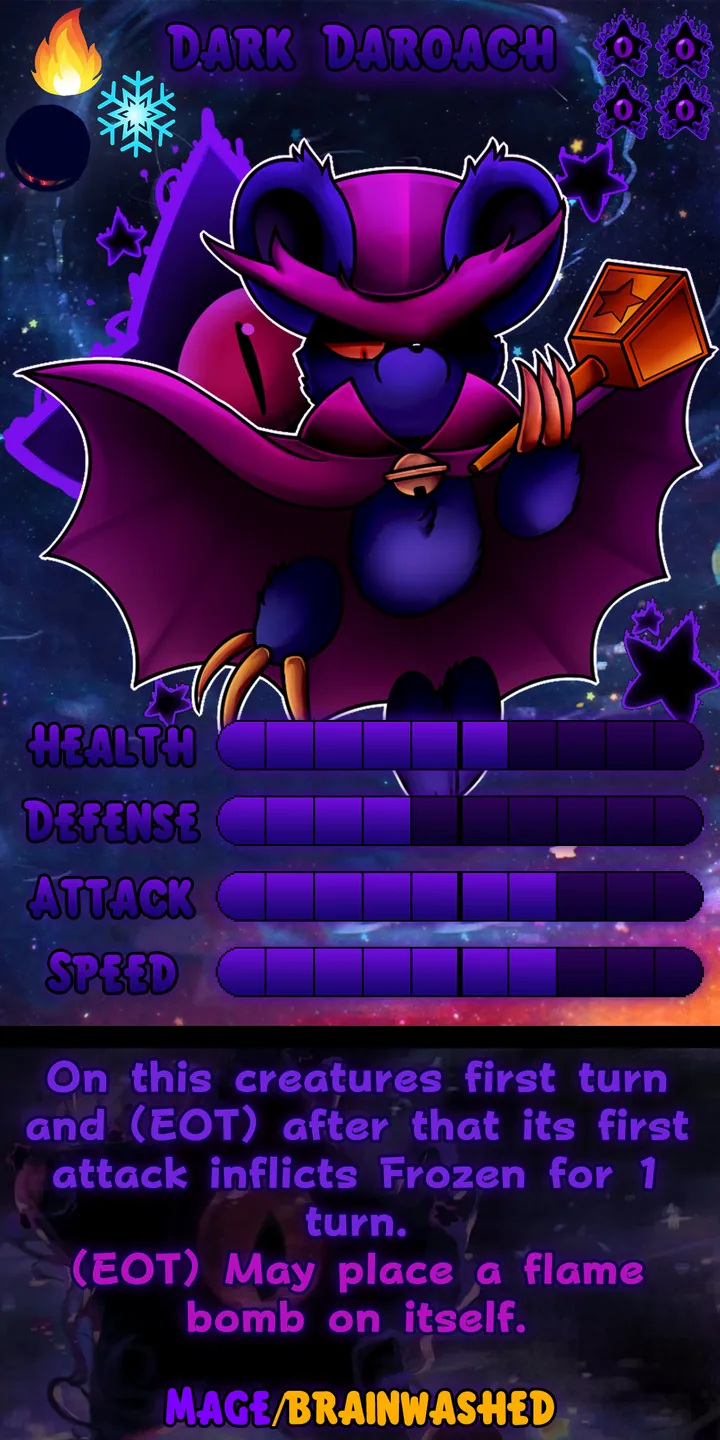 DARK DAROACH
HEALTH
DEFENSE
ATTACK
SPEED
On this creatures first turn
and (EOT) after that its first
attack inflicts Frozen for 1
turn.
(EOT) May place a flame
bomb on itself.
MAGE/BRAINWASHED